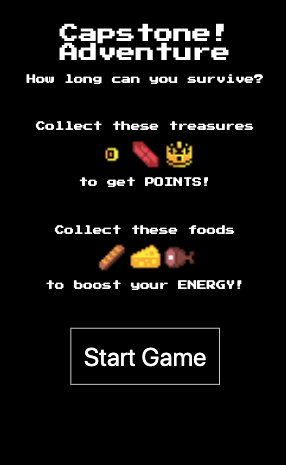 Capstone!
Adventure
How long can you survive?
Collect these treasures
to get POINTS!
Collect these foods
to boost your ENERGY!
Start Game